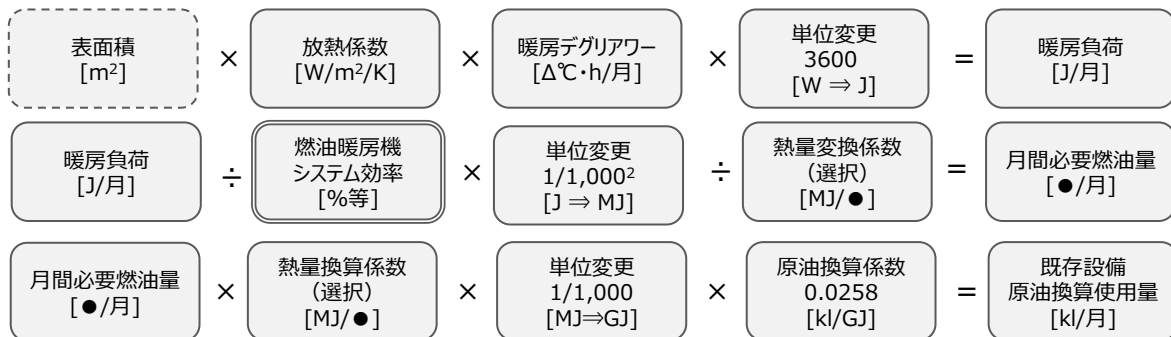 表面積
[m²]
×
放熱係数
[W/m²/K]
×
暖房デグリアワー
[Δ℃・h/月]
×
単位変更
3600
[W ⇒ J]
=
暖房負荷
[J/月]
暖房負荷
[J/月]
÷
燃油暖房機
システム効率
[%等]
×
単位変更
1/1,000²
[J ⇒ MJ]
÷
熱量変換係数
(選択)
[MJ/●]
=
月間必要燃油量
[●/月]
月間必要燃油量
[●/月]
×
熱量換算係数
(選択)
[MJ/●]
×
単位変更
1/1,000
[MJ⇒GJ]
×
原油換算係数
0.0258
[kl/GJ]
=
既存設備
原油換算使用量
[kl/月]